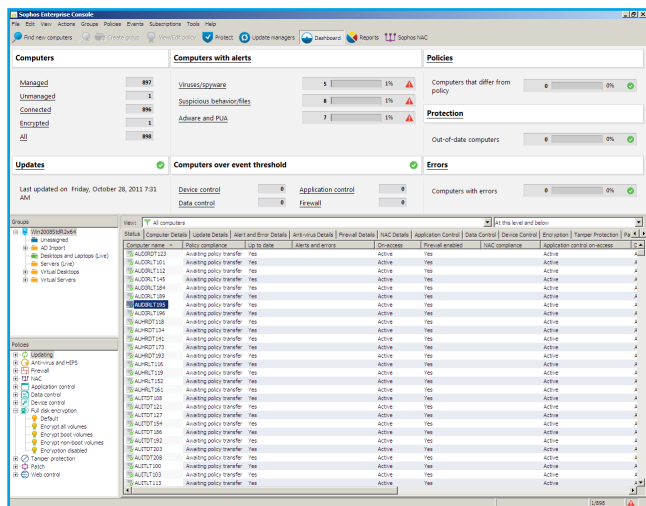 Sophos Enterprise Console
File Edit View Actions Groups Policies Events Subscriptions Tools Help
Find new computers Create group View/Edit policy Protect Update managers Dashboard Reports Sophos NAC
Computers
Managed 897
Unmanaged 1
Connected 896
Encrypted 1
All 898
Computers with alerts
Viruses/spyware 5 1%
Suspicious behavior/files 8 1%
Adware and PUA 7 1%
Policies
Computers that differ from policy 0 0%
Protection
Out-of-date computers 0 0%
Updates
Last updated on Friday, October 28, 2011 7:31
AM
Computers over event threshold
Device control 0 Application control 0
Data control 0 Firewall 0
Errors
Computers with errors 0 0%
Groups
Win2008StdR2x64
Unassigned
AD Import
Desktops and Laptops (Live)
Servers (Live)
Virtual Desktops
Virtual Servers
Policies
Updating
Anti-virus and HIPS
Firewall
NAC
Application control
Data control
Device control
Full disk encryption
Default
Encrypt all volumes
Encrypt boot volumes
Encrypt non-boot volumes
Encryption disabled
Tamper protection
Patch
Web control
View: All computers At this level and below
Status Computer Details Update Details Alert and Error Details Anti-virus Details Firewall Details NAC Details Application Control Data Control Device Control Encryption Tamper Protection Pa
Computer name Policy compliance Up to date Alerts and errors On-access Firewall enabled NAC compliance Application control on-access
AUDIRDT123 Awaiting policy transfer Yes Active Yes Active
AUDIRLT101 Awaiting policy transfer Yes Active Yes Active
AUDIRLT112 Awaiting policy transfer Yes Active Yes Active
AUDIRLT145 Awaiting policy transfer Yes Active Yes Active
AUDIRLT184 Awaiting policy transfer Yes Active Yes Active
AUDIRLT189 Awaiting policy transfer Yes Active Yes Active
AUDIRLT195 Awaiting policy transfer Yes Active Yes Active
AUDIRLT196 Awaiting policy transfer Yes Active Yes Active
AUHRDT118 Awaiting policy transfer Yes Active Yes Active
AUHRDT134 Awaiting policy transfer Yes Active Yes Active
AUHRDT141 Awaiting policy transfer Yes Active Yes Active
AUHRDT173 Awaiting policy transfer Yes Active Yes Active
AUHRDT193 Awaiting policy transfer Yes Active Yes Active
AUHRLT116 Awaiting policy transfer Yes Active Yes Active
AUHRLT119 Awaiting policy transfer Yes Active Yes Active
AUHRLT152 Awaiting policy transfer Yes Active Yes Active
AUHRLT161 Awaiting policy transfer Yes Active Yes Active
AUITDT108 Awaiting policy transfer Yes Active Yes Active
AUITDT121 Awaiting policy transfer Yes Active Yes Active
AUITDT127 Awaiting policy transfer Yes Active Yes Active
AUITDT154 Awaiting policy transfer Yes Active Yes Active
AUITDT186 Awaiting policy transfer Yes Active Yes Active
AUITDT192 Awaiting policy transfer Yes Active Yes Active
AUITDT203 Awaiting policy transfer Yes Active Yes Active
AUITDT208 Awaiting policy transfer Yes Active Yes Active
AUITLT100 Awaiting policy transfer Yes Active Yes Active
AUITLT103 Awaiting policy transfer Yes Active Yes Active
AUITLT113 Awaiting policy transfer Yes Active Yes Active
1/898